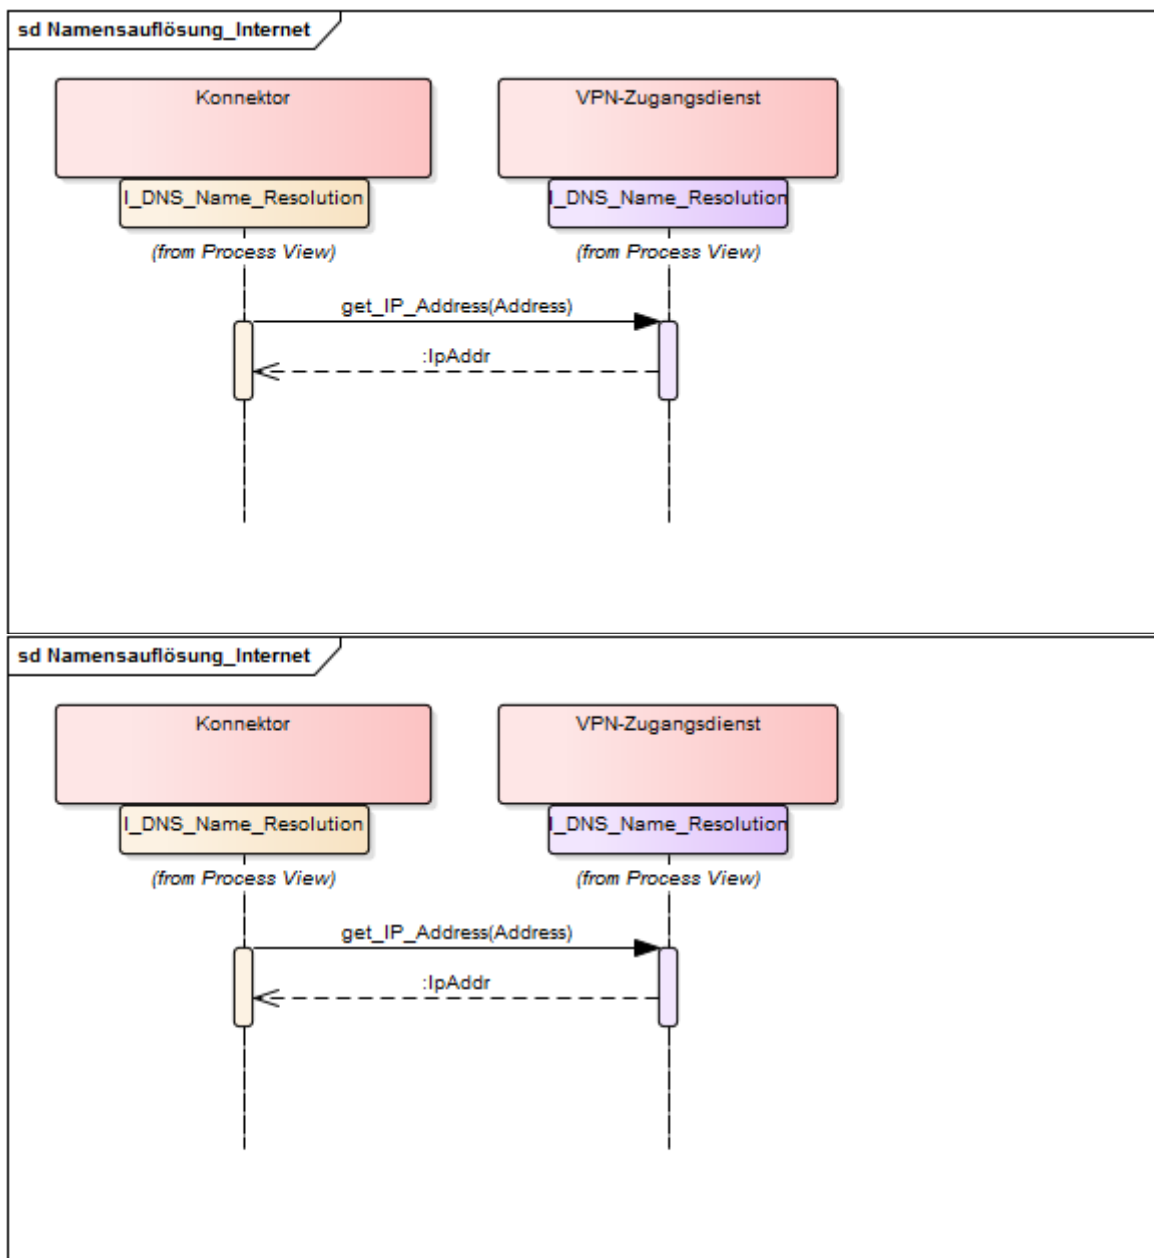 sd Namensauflösung_Internet
Konnektor
VPN-Zugangsdienst
I_DNS_Name_Resolution
I_DNS_Name_Resolution
(from Process View)
(from Process View)
get_IP_Address(Address)
:IpAddr
sd Namensauflösung_Internet
Konnektor
VPN-Zugangsdienst
I_DNS_Name_Resolution
I_DNS_Name_Resolution
(from Process View)
(from Process View)
get_IP_Address(Address)
:IpAddr